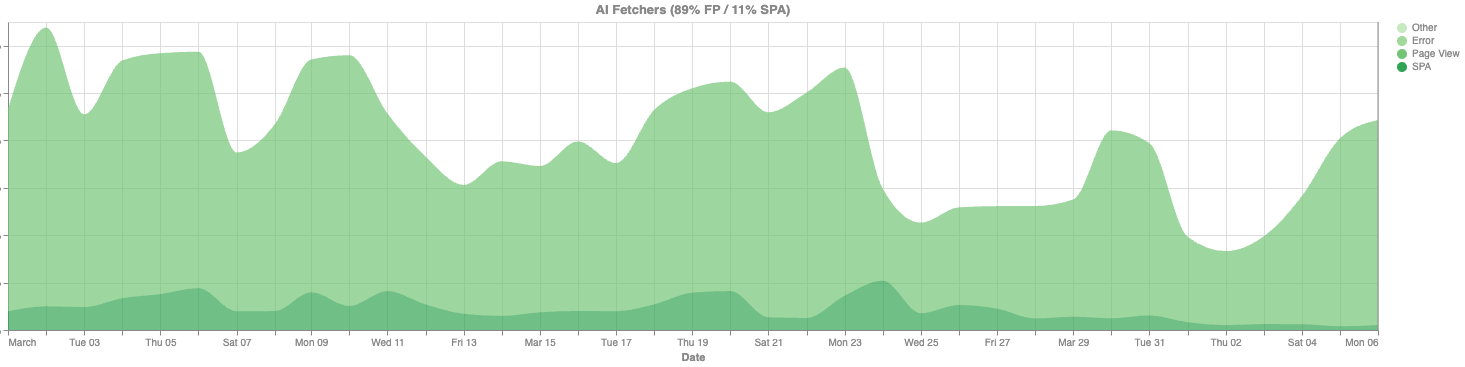 AI Fetchers (89% FP / 11% SPA)
Other
Error
Page View
SPA
March Tue 03 Thu 05 Sat 07 Mon 09 Wed 11 Fri 13 Mar 15 Tue 17 Thu 19 Sat 21 Mon 23 Wed 25 Fri 27 Mar 29 Tue 31 Thu 02 Sat 04 Mon 06
Date